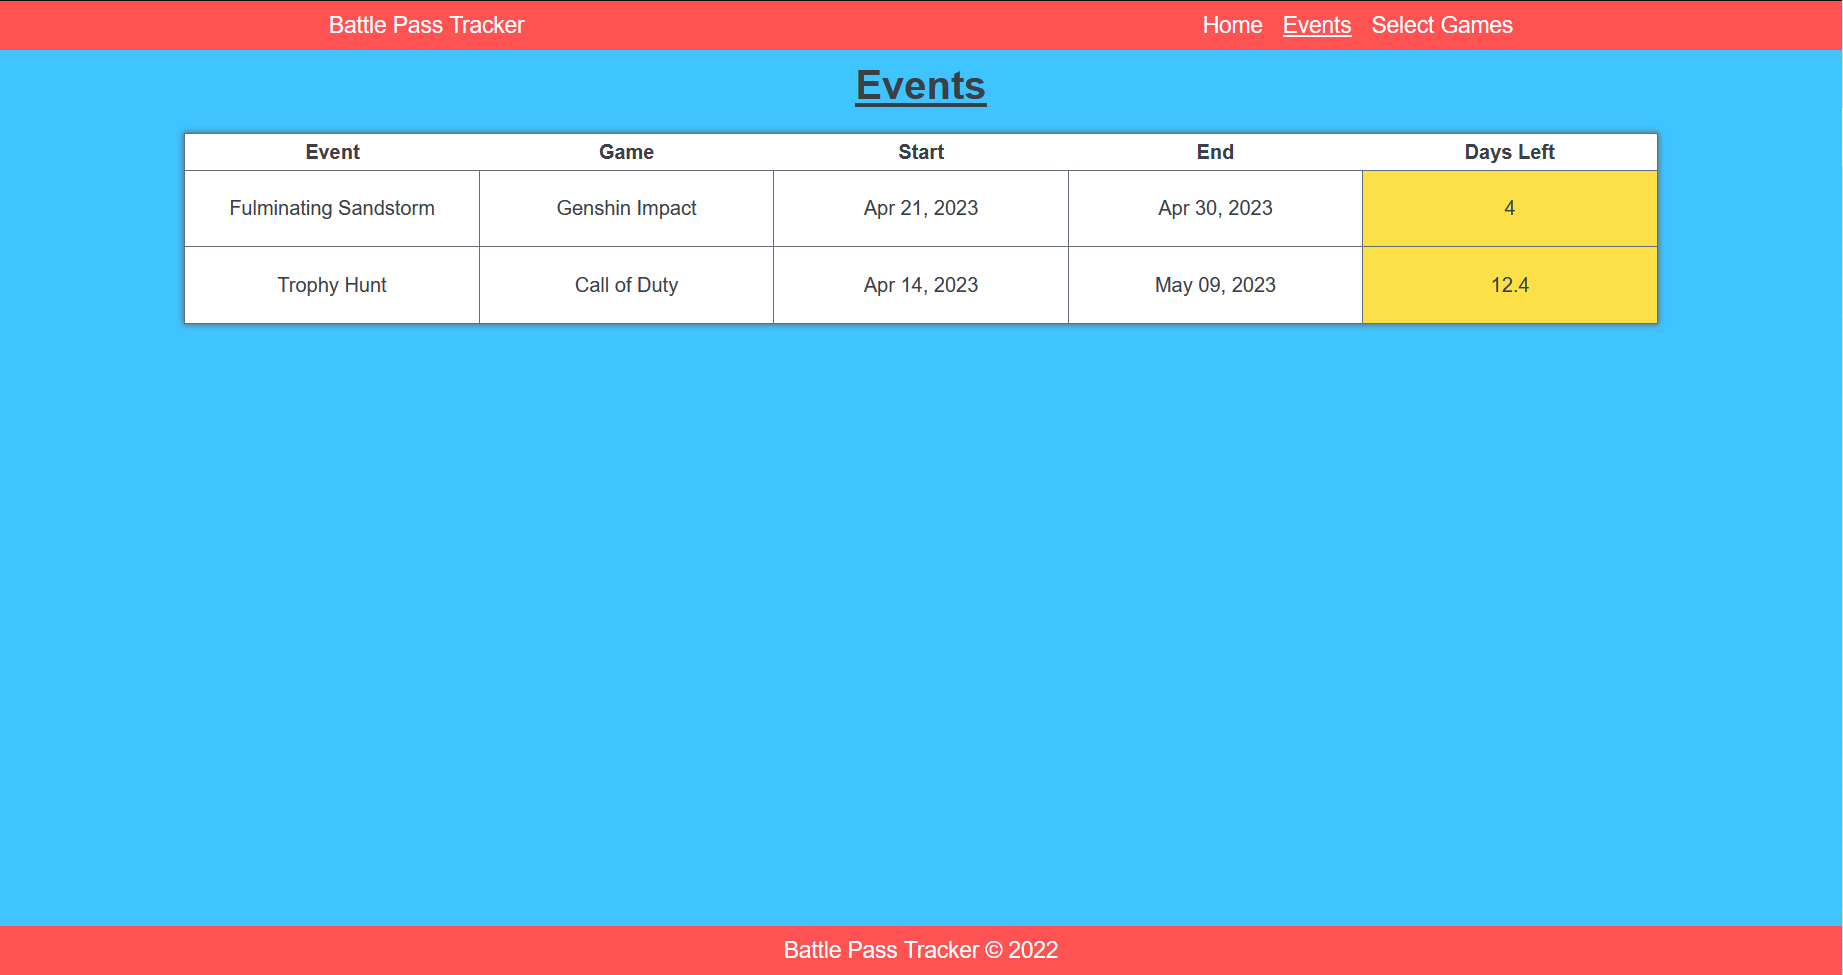 Battle Pass Tracker Home Events Select Games
Events
Event Game Start End Days Left
Fulminating Sandstorm Genshin Impact Apr 21, 2023 Apr 30, 2023 4
Trophy Hunt Call of Duty Apr 14, 2023 May 09, 2023 12.4
Battle Pass Tracker © 2022